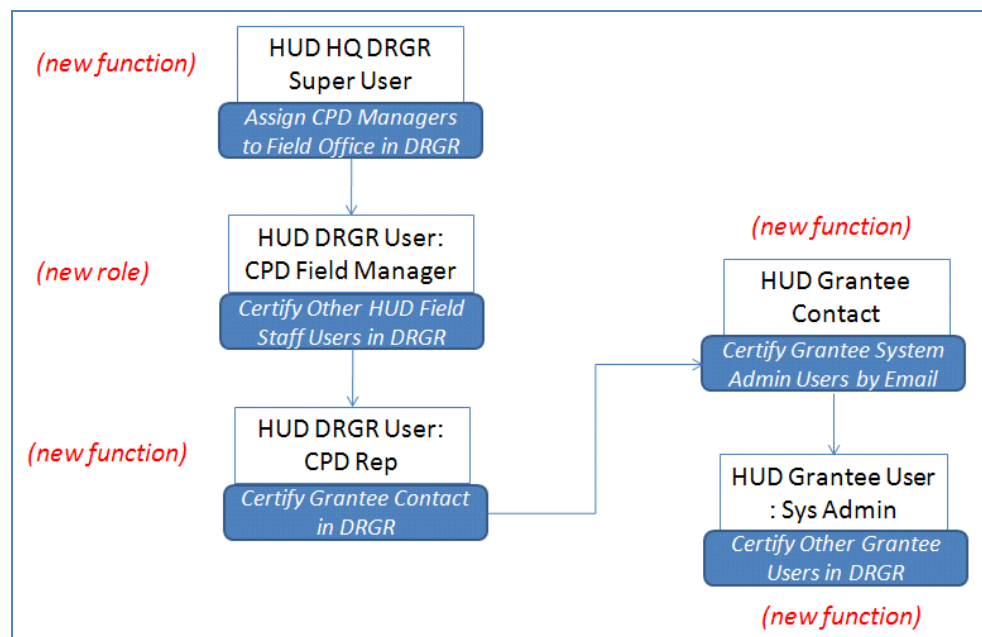 (new function)
HUD HQ DRGR
Super User
Assign CPD Managers
to Field Office in DRGR
(new role)
HUD DRGR User:
CPD Field Manager
Certify Other HUD Field
Staff Users in DRGR
(new function)
HUD DRGR User:
CPD Rep
Certify Grantee Contact
in DRGR
(new function)
HUD Grantee
Contact
Certify Grantee System
Admin Users by Email
HUD Grantee User
: Sys Admin
Certify Other Grantee
Users in DRGR
(new function)